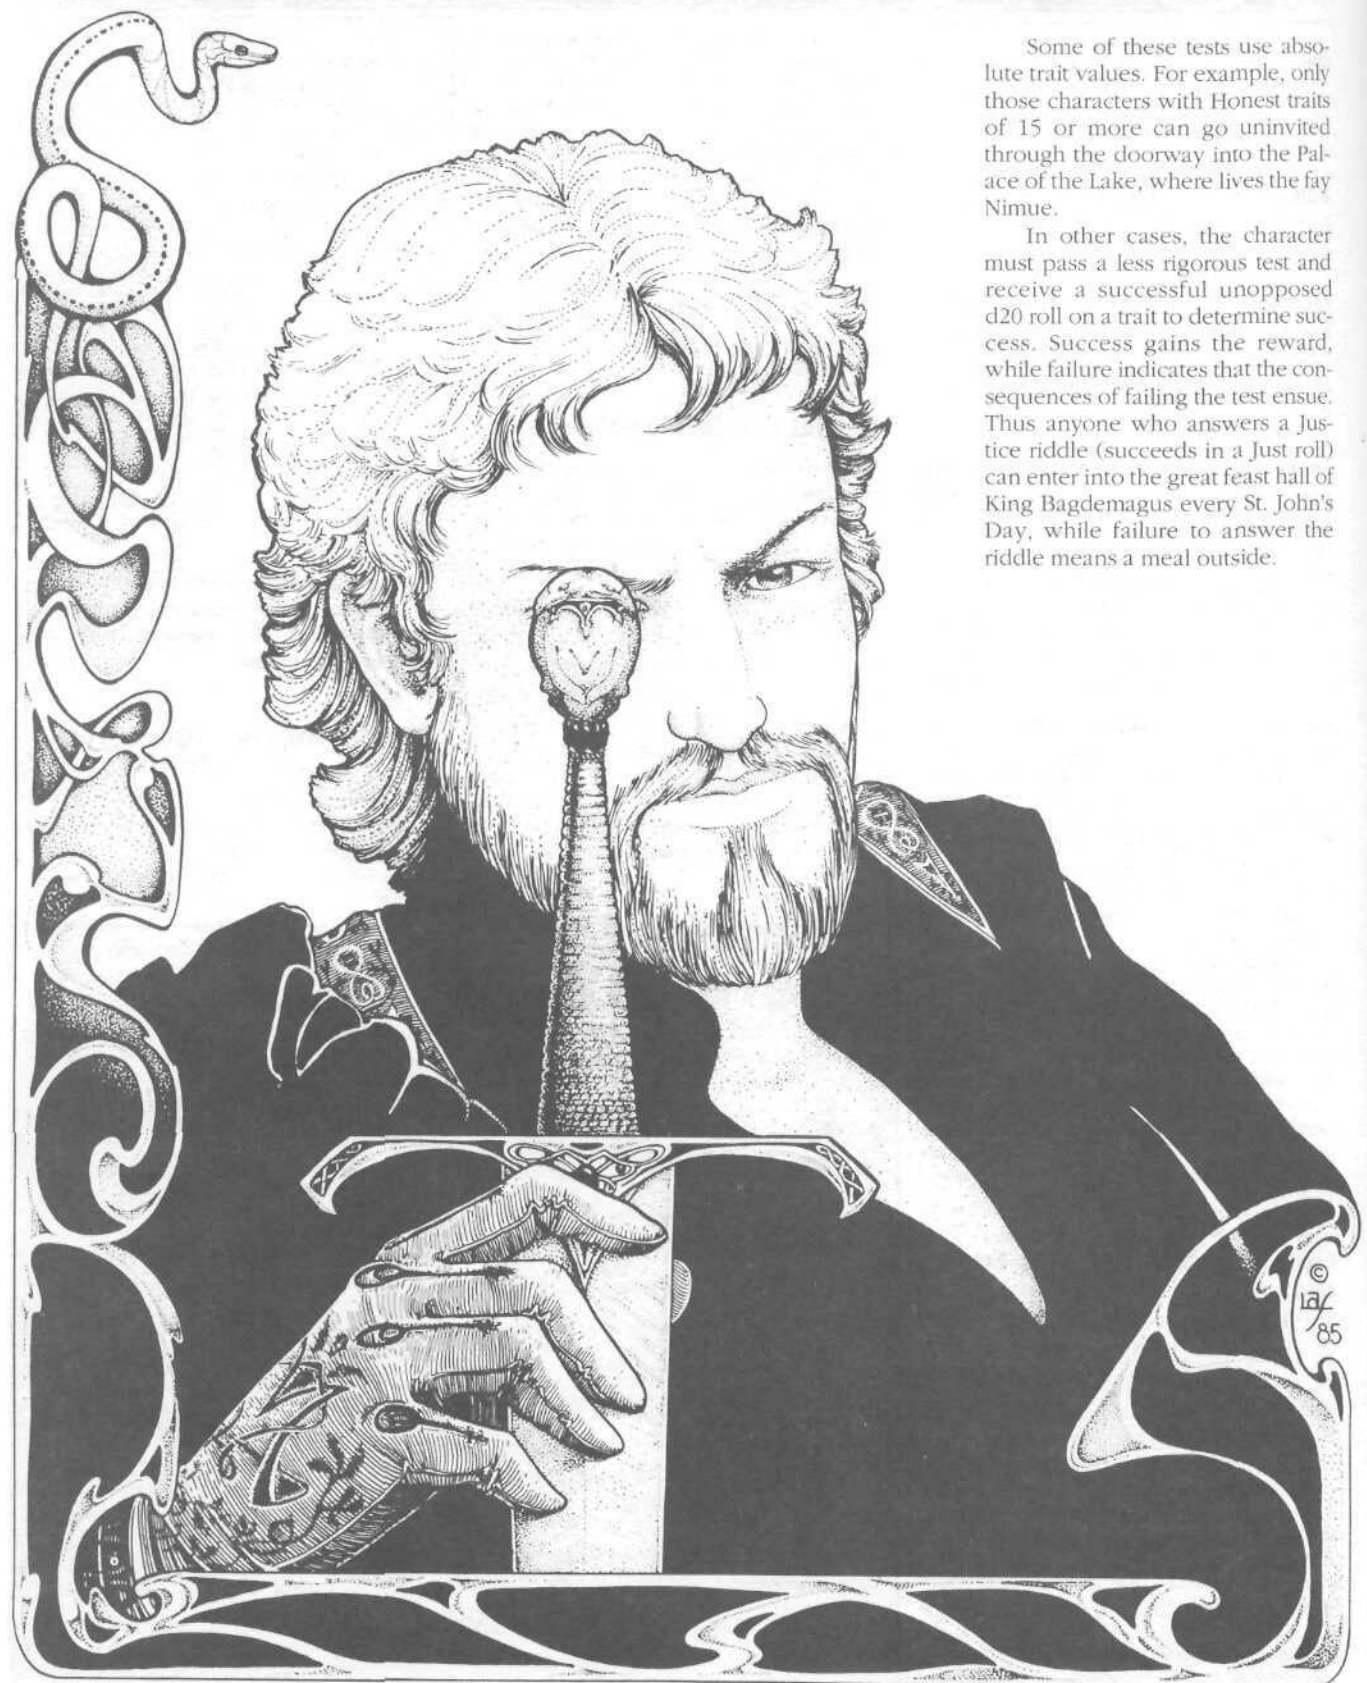 Some of these tests use abso-
lute trait values. For example, only
those characters with Honest traits
of 15 or more can go uninvited
through the doorway into the Pal-
ace of the Lake, where lives the fay
Nimue.
In other cases, the character
must pass a less rigorous test and
receive a successful unopposed
d20 roll on a trait to determine suc-
cess. Success gains the reward,
while failure indicates that the con-
sequences of failing the test ensue.
Thus anyone who answers a Jus-
tice riddle (succeeds in a Just roll)
can enter into the great feast hall of
King Bagdemagus every St. John's
Day, while failure to answer the
riddle means a meal outside.
©
85